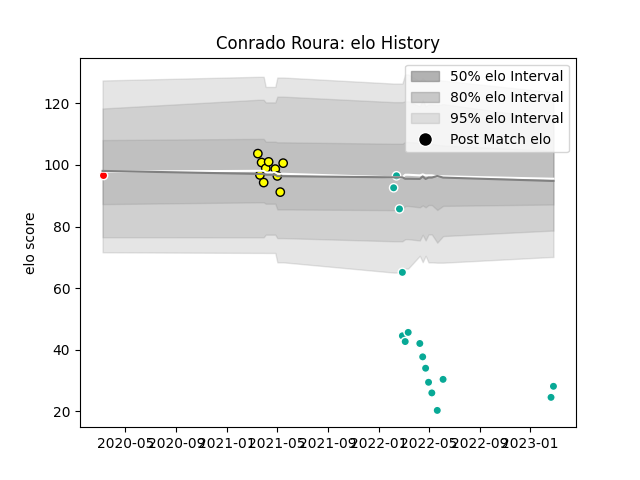 Conrado Roura: elo History
50% elo Interval
80% elo Interval
95% elo Interval
Post Match elo
elo score
120
100
80
60
40
20
2020-05
2020-09
2021-01
2021-05
2021-09
2022-01
2022-05
2022-09
2023-01